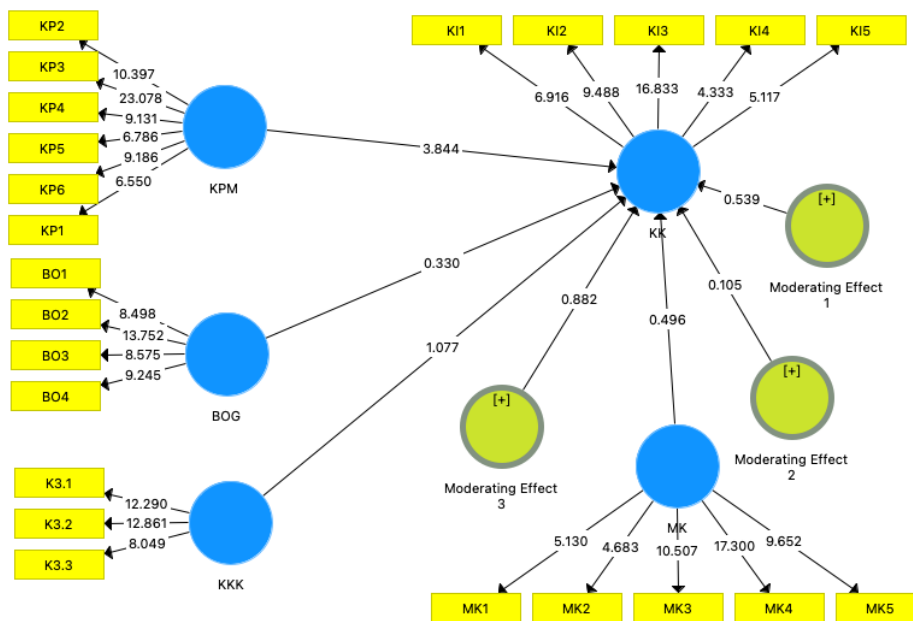 KP2
KP3
KP4
KP5
KP6
KP1
10.397
23.078
9.131
6.786
9.186
6.550
KPM
3.844
KI1
KI2
KI3
KI4
KI5
6.916
9.488
16.833
4.333
5.117
KK
0.539
[+]
Moderating Effect
1
BO1
BO2
BO3
BO4
8.498
13.752
8.575
9.245
BOG
0.330
0.882
0.496
0.105
[+]
Moderating Effect
2
[+]
Moderating Effect
3
K3.1
K3.2
K3.3
12.290
12.861
8.049
KKK
1.077
MK
5.130
4.683
10.507
17.300
9.652
MK1
MK2
MK3
MK4
MK5